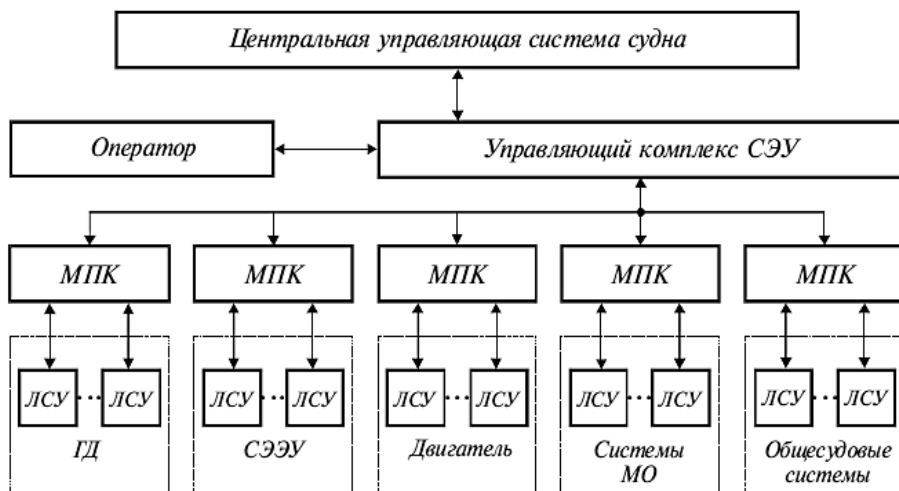 Центральная управляющая система судна
Оператор
Управляющий комплекс СЭУ
МПК МПК МПК МПК МПК
ЛСУ ... ЛСУ ЛСУ ... ЛСУ ЛСУ ... ЛСУ ЛСУ ... ЛСУ ЛСУ ... ЛСУ
ГД
СЭЭУ
Двигатель
Системы
МО
Общесудовые
системы